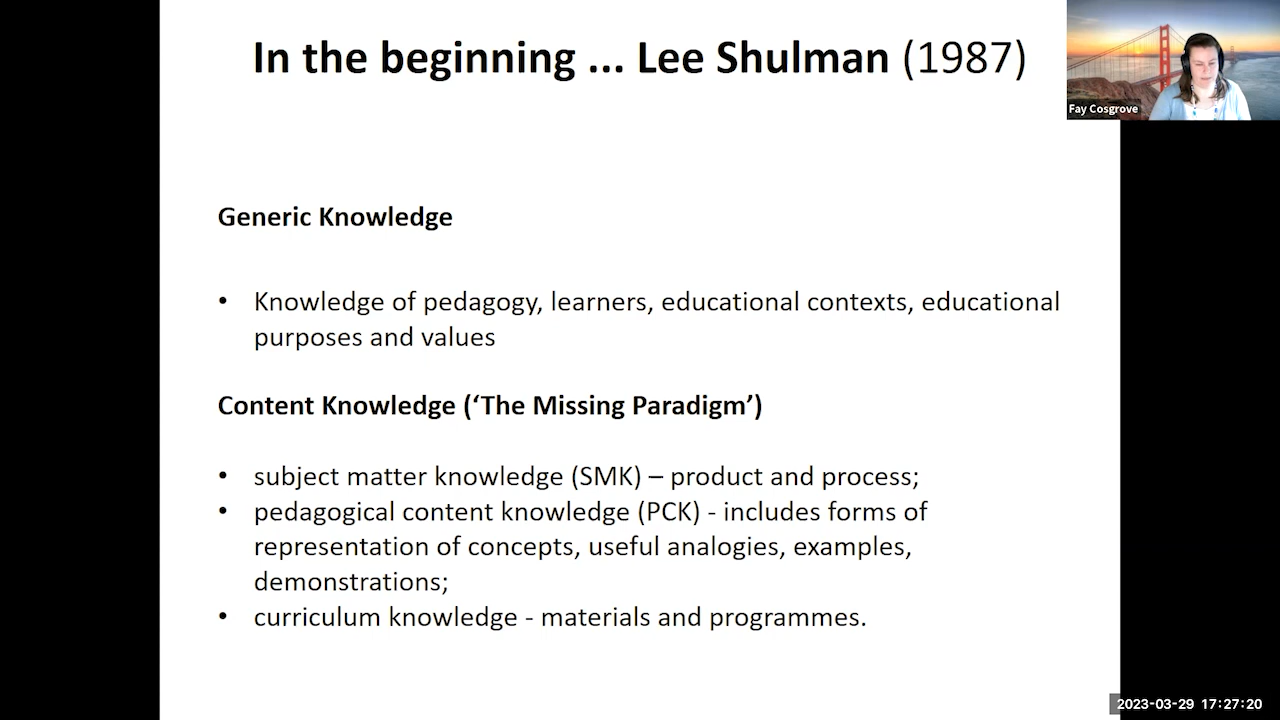 In the beginning ... Lee Shulman (1987)
Fay Cosgrove
Generic Knowledge
• Knowledge of pedagogy, learners, educational contexts, educational
purposes and values
Content Knowledge (‘The Missing Paradigm’)
• subject matter knowledge (SMK) – product and process;
• pedagogical content knowledge (PCK) - includes forms of
representation of concepts, useful analogies, examples,
demonstrations;
• curriculum knowledge - materials and programmes.
2023-03-29 17:27:20